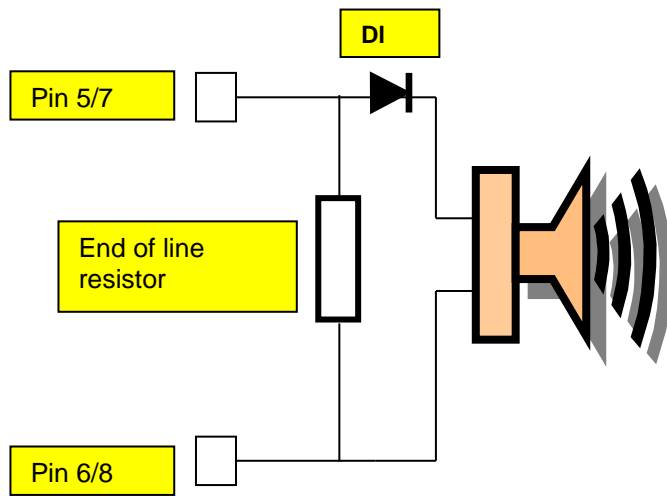 DI
Pin 5/7
End of line
resistor
Pin 6/8